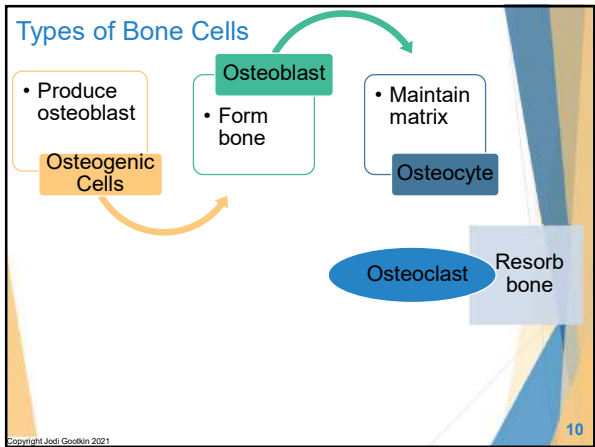 Types of Bone Cells
• Produce
osteoblast
Osteogenic
Cells
Osteoblast
• Form
bone
• Maintain
matrix
Osteocyte
Osteoclast
Resorb
bone
Copyright Jodi Gootkin 2021
10